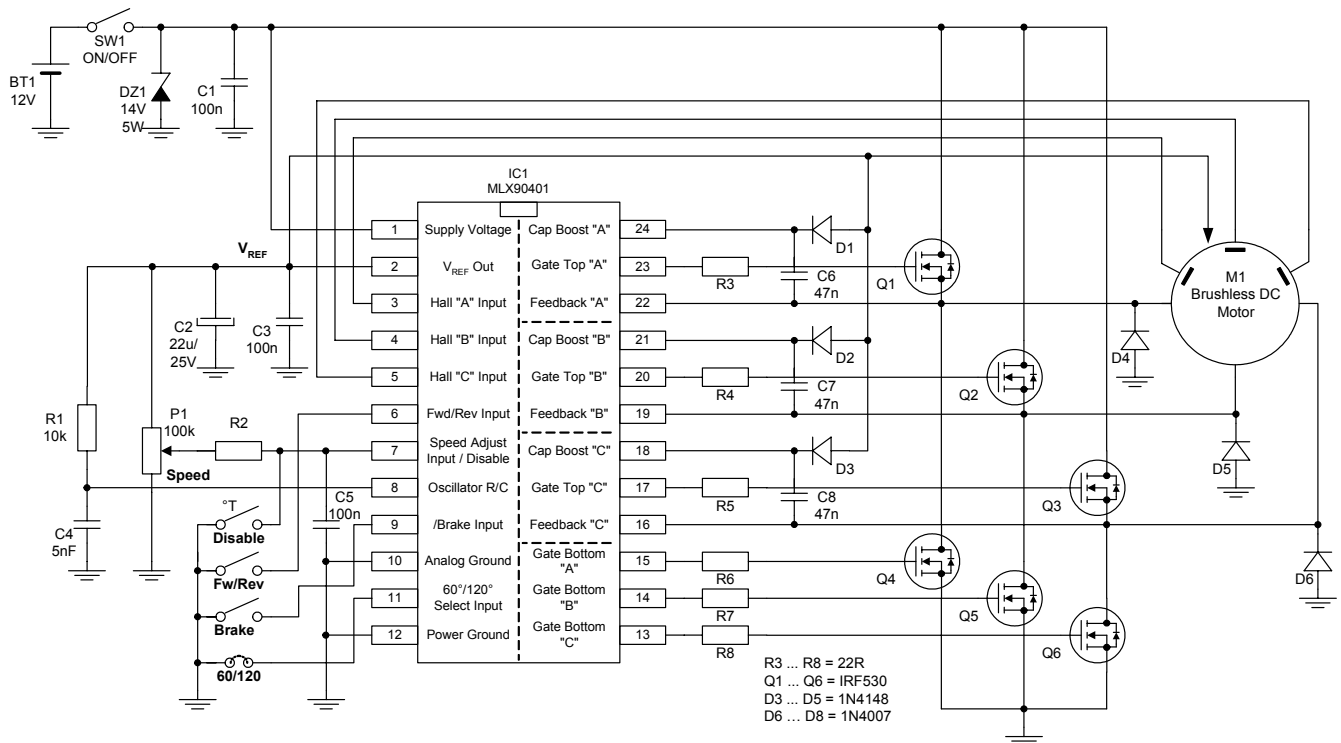 SW1
ON/OFF
BT1
12V
DZ1
14V
5W
C1
100n
IC1
MLX90401
1
Supply Voltage
Cap Boost "A"
24
2
VREF Out
Gate Top "A"
23
3
Hall "A" Input
Feedback "A"
22
4
Hall "B" Input
Cap Boost "B"
21
5
Hall "C" Input
Gate Top "B"
20
6
Fwd/Rev Input
Feedback "B"
19
7
Speed Adjust
Input / Disable
Cap Boost "C"
18
8
Oscillator R/C
Gate Top "C"
17
9
/Brake Input
Feedback "C"
16
10
Analog Ground
Gate Bottom
"A"
15
11
60°/120°
Select Input
Gate Bottom
"B"
14
12
Power Ground
Gate Bottom
"C"
13
VREF
C2
22u/
25V
C3
100n
R1
10k
P1
100k
Speed
R2
C4
5nF
C5
100n
°T
Disable
Fw/Rev
Brake
60/120
D1
C6
47n
R3
Q1
D2
C7
47n
R4
Q2
D3
C8
47n
R5
Q3
R6
Q4
R7
Q5
R8
Q6
M1
Brushless DC
Motor
D4
D5
D6
R3 ... R8 = 22R
Q1 ... Q6 = IRF530
D3 ... D5 = 1N4148
D6 ... D8 = 1N4007